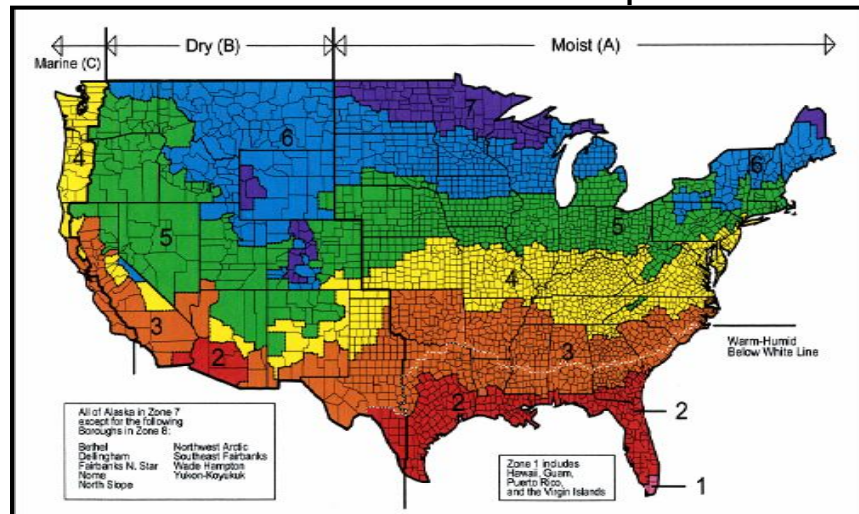 Marine (C)
Dry (B)
Moist (A)
7
6
6
4
5
5
4
3
3
2
2
2
1
Warm-Humid
Below White Line
All of Alaska in Zone 7
except for the following
Boroughs in Zone 8:
Bethel Northwest Arctic
Dellingham Southeast Fairbanks
Fairbanks N. Star Wade Hampton
Nome Yukon-Koyukuk
North Slope
Zone 1 includes
Hawaii, Guam,
Puerto Rico,
and the Virgin Islands